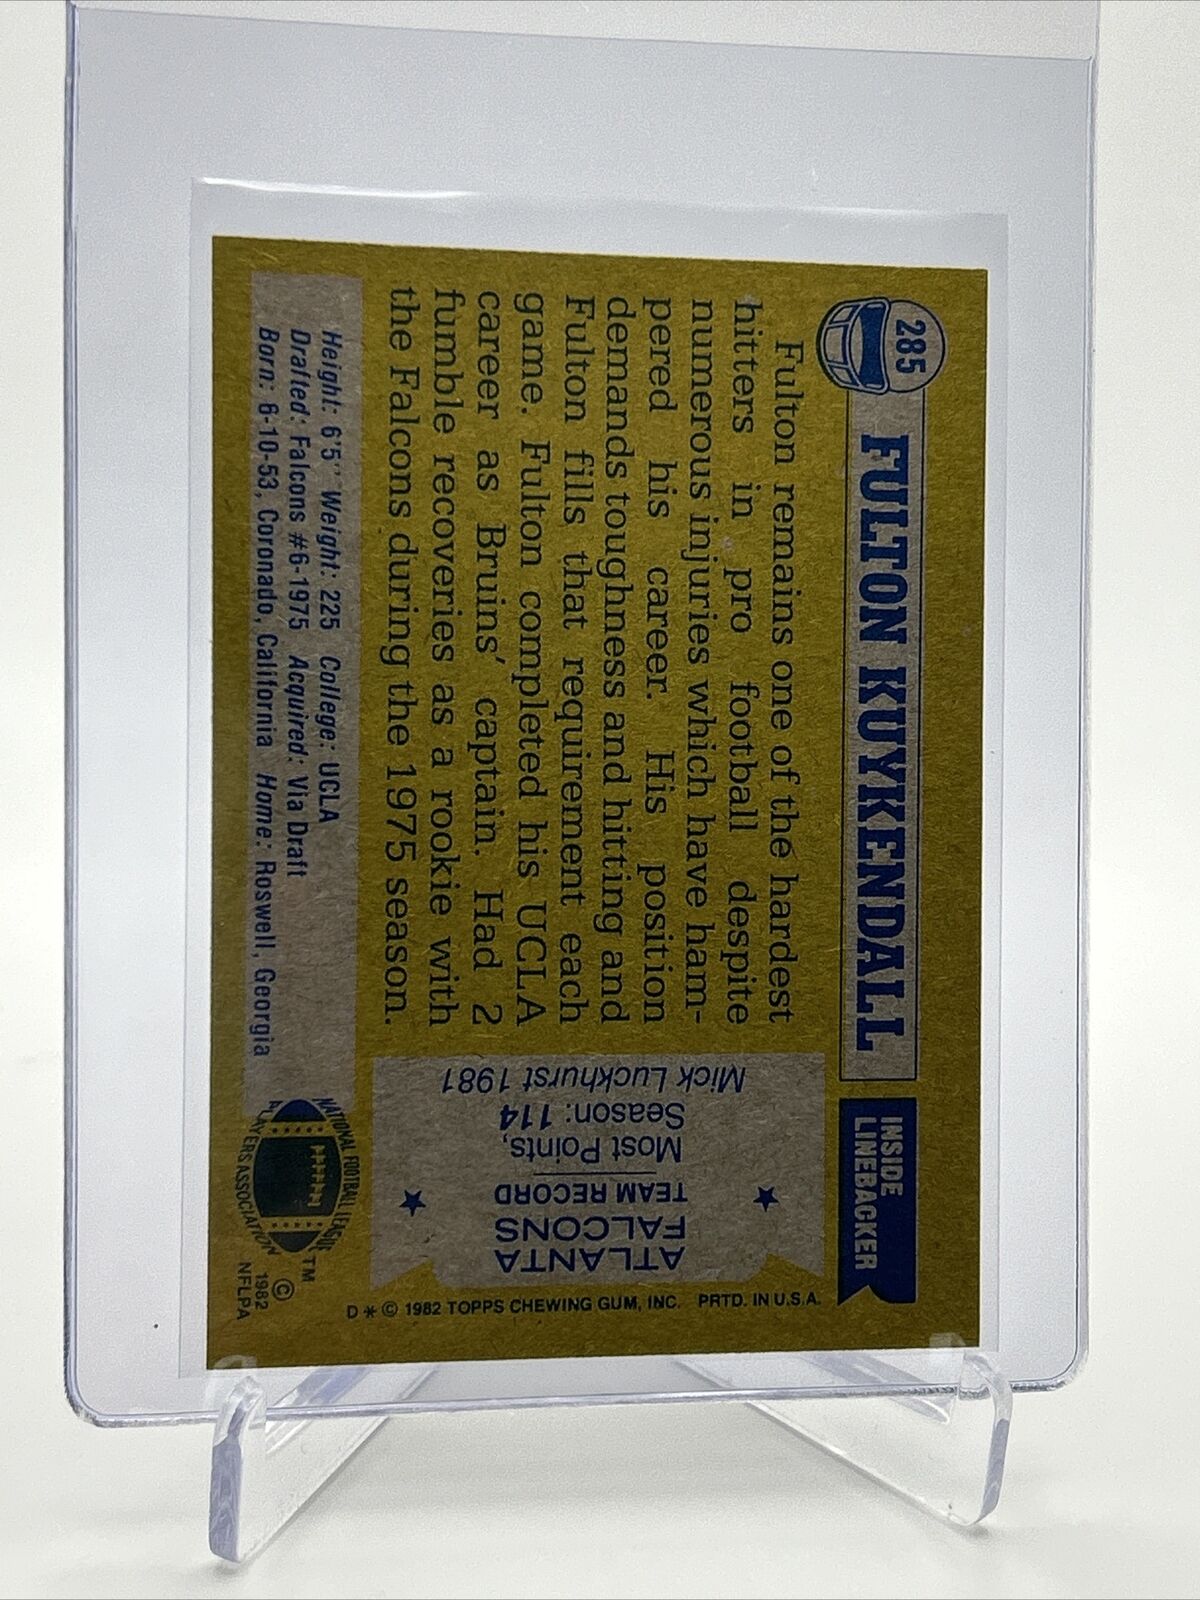 285
FULTON KUYKENDALL
INSIDE
LINEBACKER
Fulton remains one of the hardest
hitters in pro football despite
numerous injuries which have ham-
pered his career. His position
demands toughness and hitting and
Fulton fills that requirement each
game. Fulton completed his UCLA
career as Bruins' captain. Had 2
fumble recoveries as a rookie with
the Falcons during the 1975 season.
ATLANTA
FALCONS
TEAM RECORD
Most Points,
Season: 114
Mick Luckhurst 1981
Height: 6'5" Weight: 225 College: UCLA
Drafted: Falcons #6-1975 Acquired: Via Draft
Born: 6-10-53, Coronado, California Home: Roswell, Georgia
NATIONAL FOOTBALL LEAGUE
PLAYERS ASSOCIATION
TM
© 1982
NFLPA
D * © 1982 TOPPS CHEWING GUM, INC. PRTD. IN U.S.A.